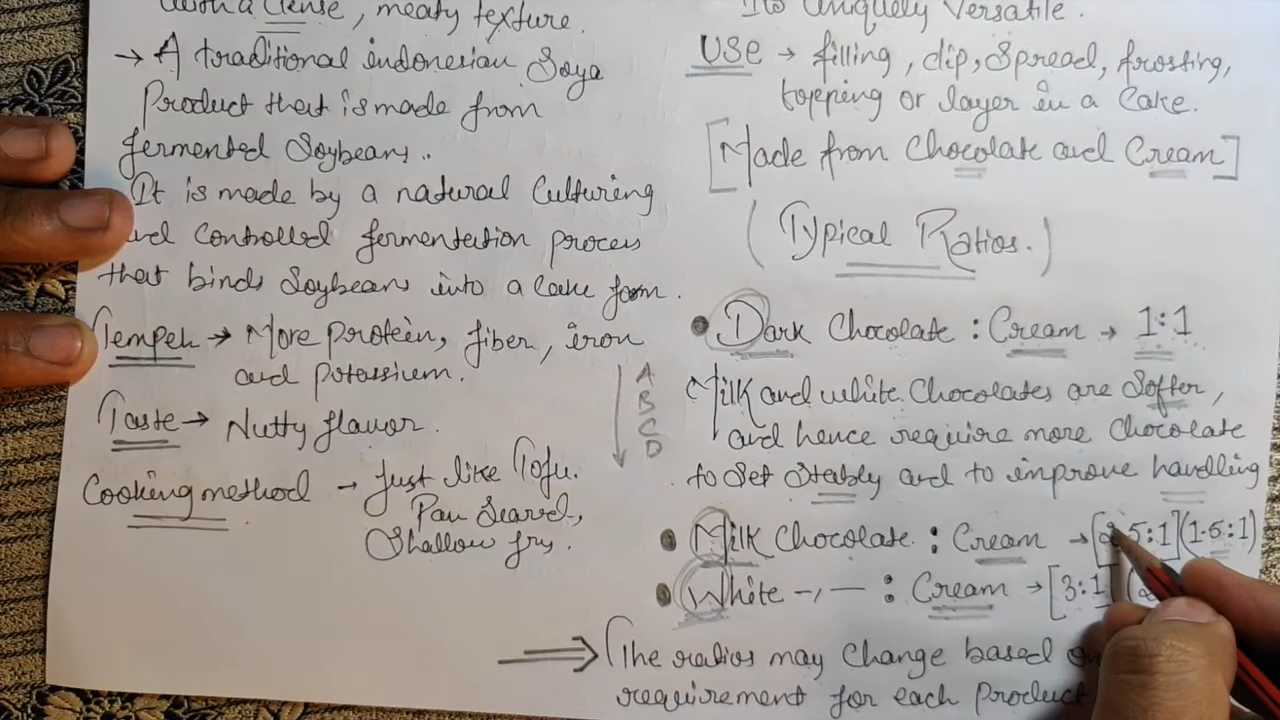 with a dense, meaty texture.
→ A traditional indonesian Soya
Product that is made from
fermented Soybeans..
It is made by a natural Culturing
and Controlled fermentation process
that binds Soybeans into a Cake form.
Tempeh → More Protein, fiber, iron
and potassium.
Taste → Nutty flavor.
Cooking method → Just like Tofu.
Pan Seared,
Shallow fry.
A
B
C
D
Its Uniquely Versatile.
USE → filling, dip, Spread, frosting,
topping or layer in a Cake.
[Made from Chocolate and Cream]
(Typical Ratios.)
• Dark Chocolate : Cream → 1:1
Milk and white Chocolates are Softer,
and hence require more Chocolate
to Set Stably and to improve handling
• Milk Chocolate : Cream → [2.5:1] (1.5:1)
• White -,- : Cream → [3:1
⇒ The ratios may Change based
requirement for each Product